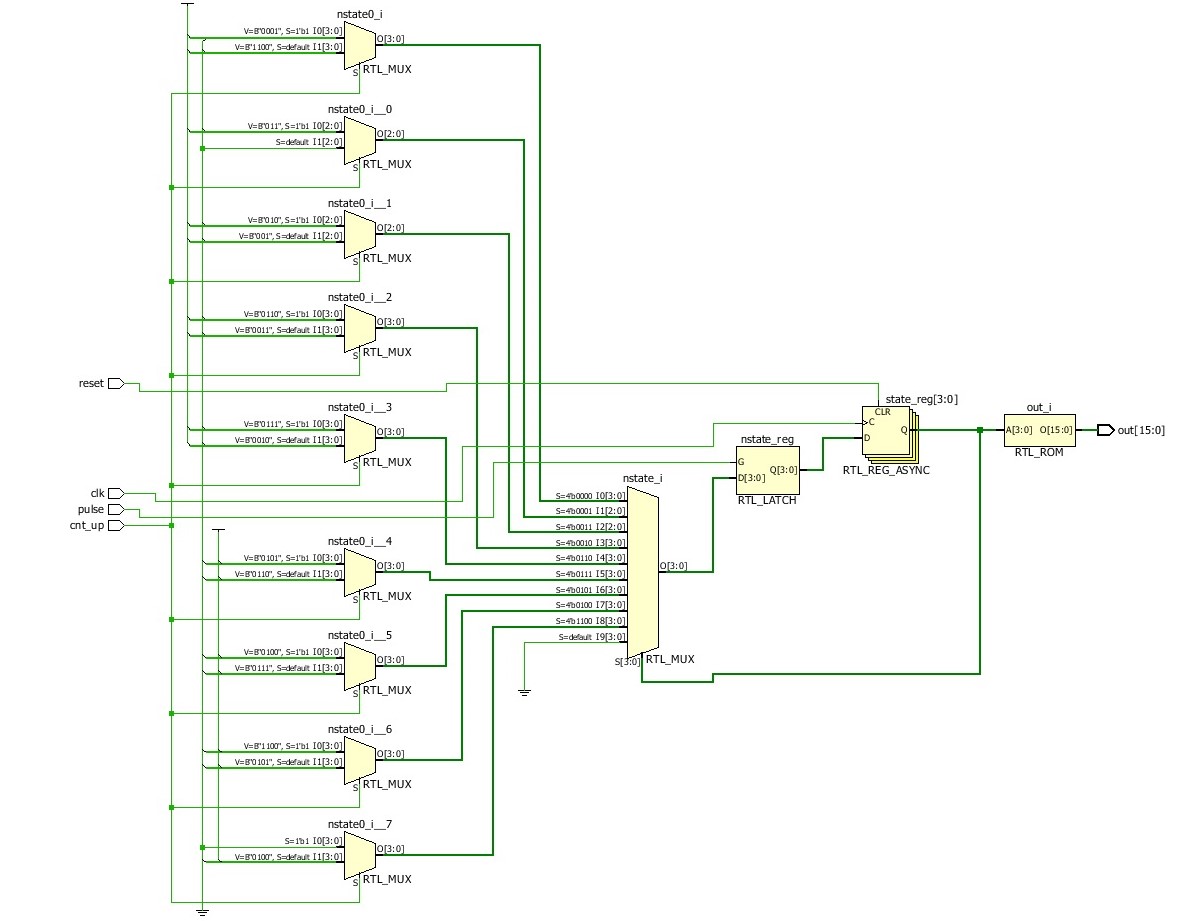 nstate0_i
V=B"0001", S=1'b1 I0[3:0]
V=B"1100", S=default I1[3:0]
O[3:0]
S
RTL_MUX
nstate0_i__0
V=B"011", S=1'b1 I0[2:0]
S=default I1[2:0]
O[2:0]
S
RTL_MUX
nstate0_i__1
V=B"010", S=1'b1 I0[2:0]
V=B"001", S=default I1[2:0]
O[2:0]
S
RTL_MUX
nstate0_i__2
V=B"0110", S=1'b1 I0[3:0]
V=B"0011", S=default I1[3:0]
O[3:0]
S
RTL_MUX
reset
nstate0_i__3
V=B"0111", S=1'b1 I0[3:0]
V=B"0010", S=default I1[3:0]
O[3:0]
S
RTL_MUX
clk
pulse
cnt_up
nstate0_i__4
V=B"0101", S=1'b1 I0[3:0]
V=B"0110", S=default I1[3:0]
O[3:0]
S
RTL_MUX
nstate0_i__5
V=B"0100", S=1'b1 I0[3:0]
V=B"0111", S=default I1[3:0]
O[3:0]
S
RTL_MUX
nstate0_i__6
V=B"1100", S=1'b1 I0[3:0]
V=B"0101", S=default I1[3:0]
O[3:0]
S
RTL_MUX
nstate0_i__7
S=1'b1 I0[3:0]
V=B"0100", S=default I1[3:0]
O[3:0]
S
RTL_MUX
nstate_i
S=4'b0000 I0[3:0]
S=4'b0001 I1[2:0]
S=4'b0011 I2[2:0]
S=4'b0010 I3[3:0]
S=4'b0110 I4[3:0]
S=4'b0111 I5[3:0]
S=4'b0101 I6[3:0]
S=4'b0100 I7[3:0]
S=4'b1100 I8[3:0]
S=default I9[3:0]
O[3:0]
S[3:0]
RTL_MUX
nstate_reg
G
D[3:0]
Q[3:0]
RTL_LATCH
state_reg[3:0]
CLR
C
D
Q
RTL_REG_ASYNC
out_i
A[3:0]
O[15:0]
RTL_ROM
out[15:0]